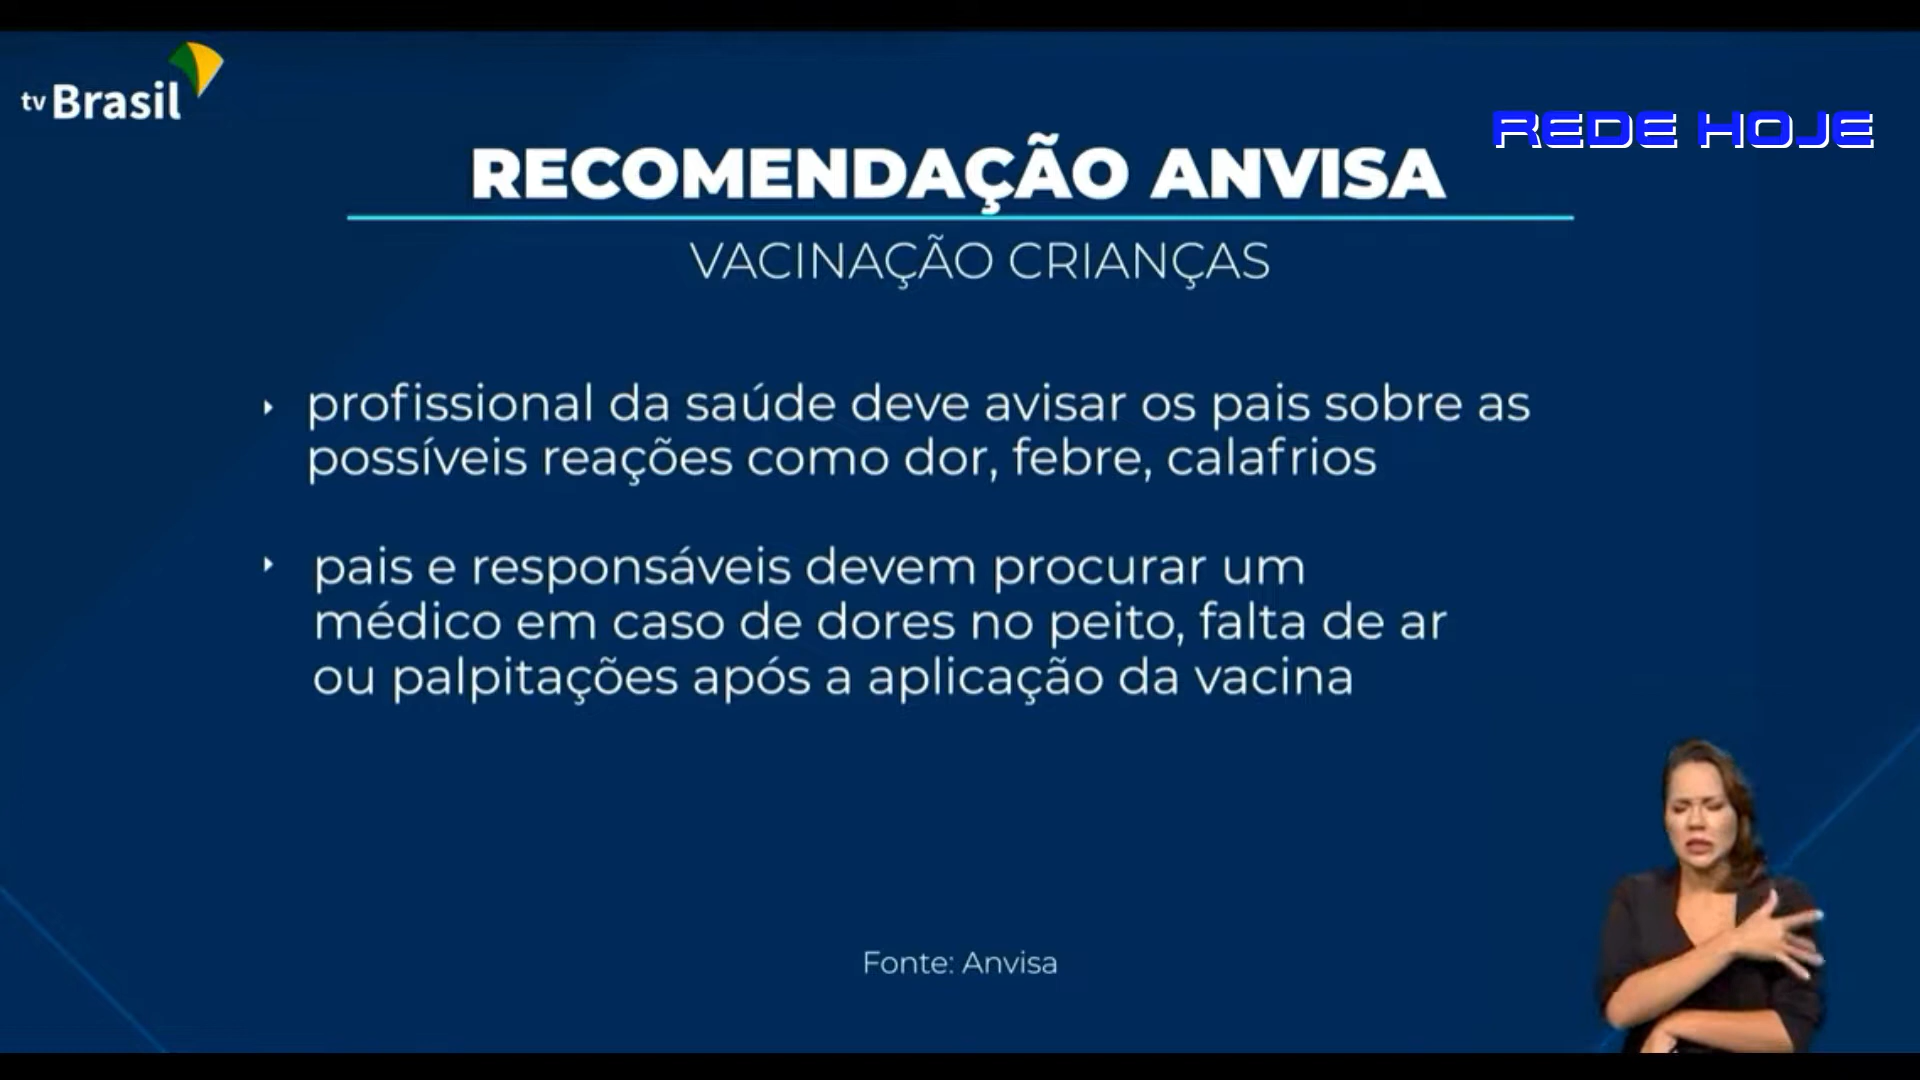 tv Brasil
REDE HOJE
RECOMENDAÇÃO ANVISA
VACINAÇÃO CRIANÇAS
profissional da saúde deve avisar os pais sobre as
possíveis reações como dor, febre, calafrios
pais e responsáveis devem procurar um
médico em caso de dores no peito, falta de ar
ou palpitações após a aplicação da vacina
Fonte: Anvisa